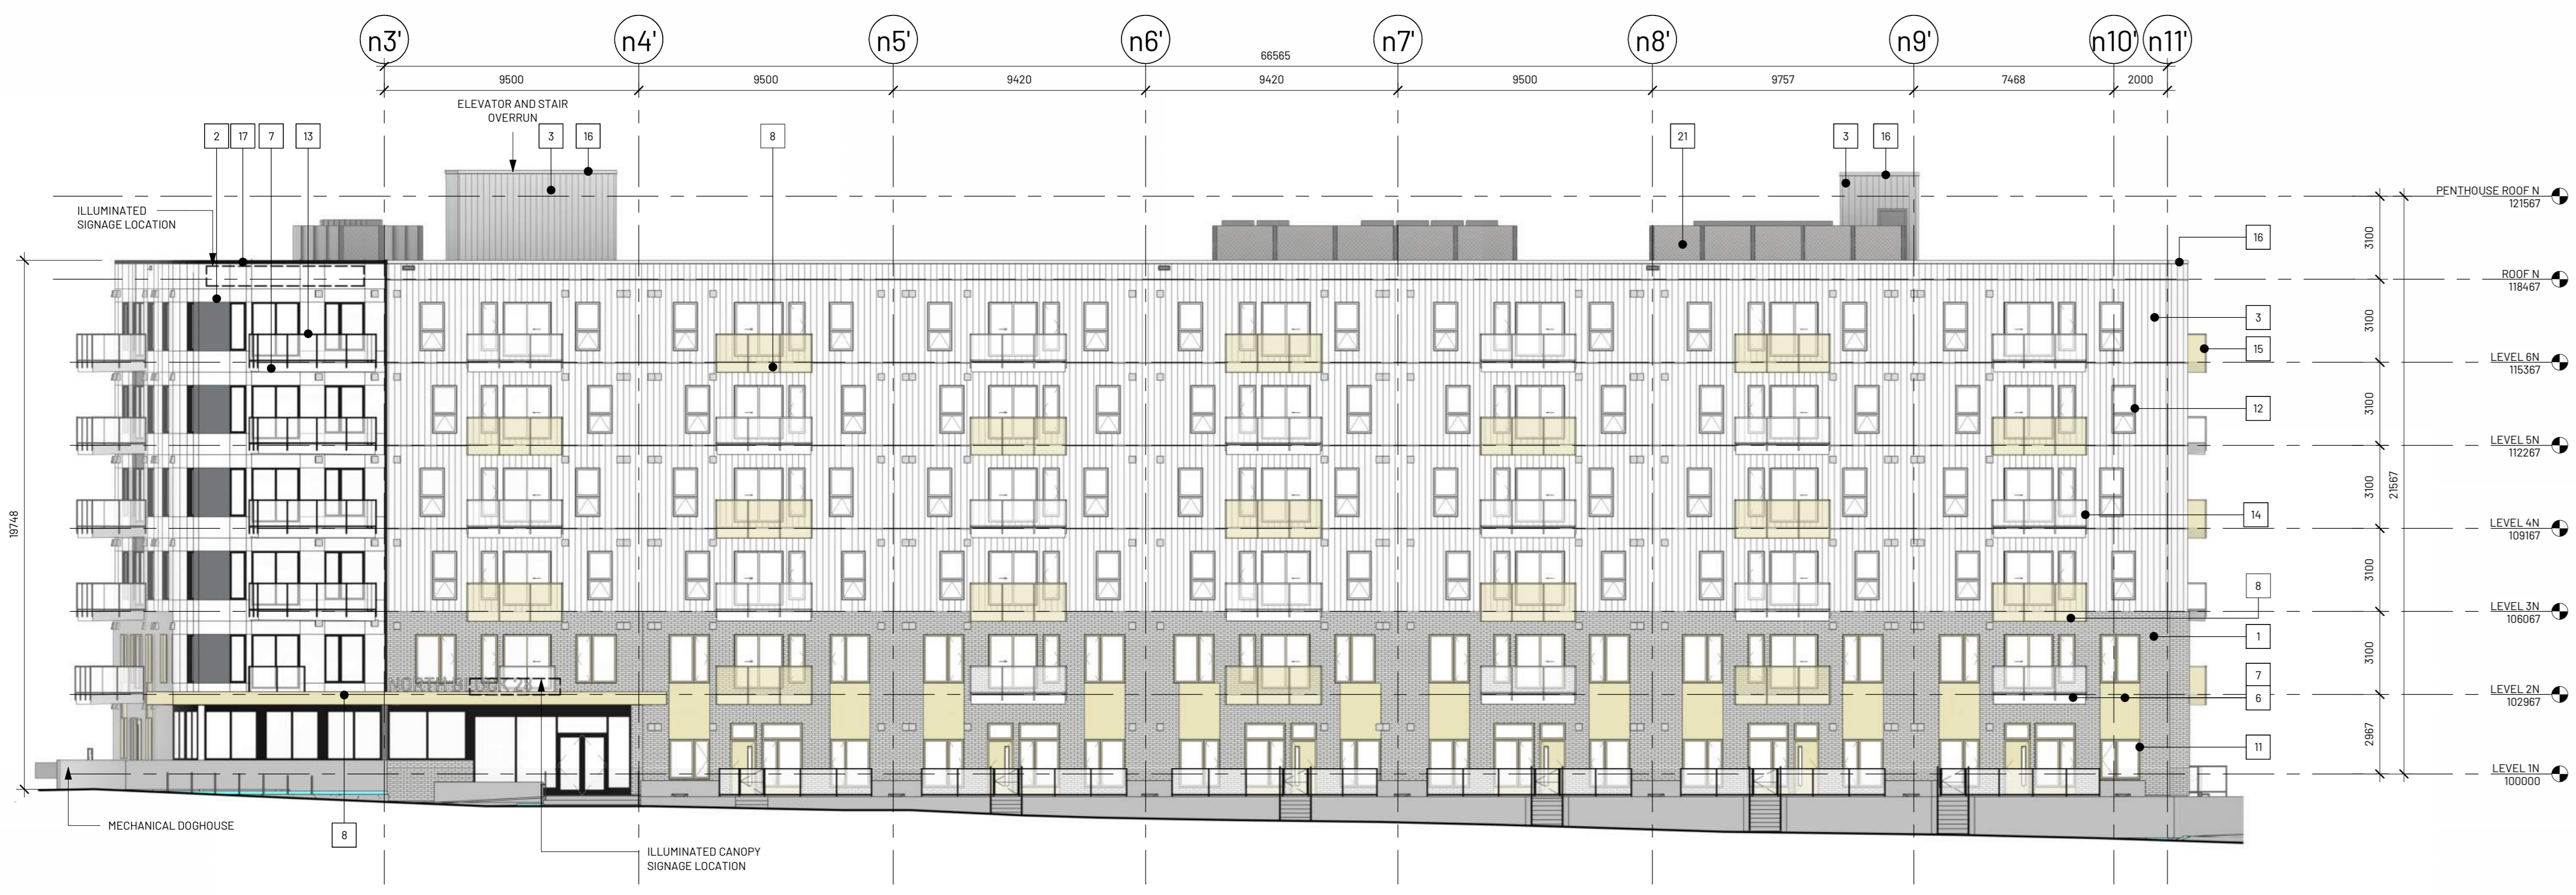 n3' n4' n5' n6' n7' n8' n9' n10' n11'
66565
9500 9500 9420 9420 9500 9757 7468 2000
ELEVATOR AND STAIR
OVERRUN
2 17 7 13 3 16 8 21 3 16
ILLUMINATED
SIGNAGE LOCATION
PENTHOUSE ROOF N
121567
3100
16
ROOF N
118467
3100
3
15
LEVEL 6N
115367
3100
12
LEVEL 5N
112267
3100
21567
14
19748
LEVEL 4N
109167
3100
8
LEVEL 3N
106067
1
3100
7
6
LEVEL 2N
102967
2967
11
LEVEL 1N
100000
MECHANICAL DOGHOUSE
8
ILLUMINATED CANOPY
SIGNAGE LOCATION